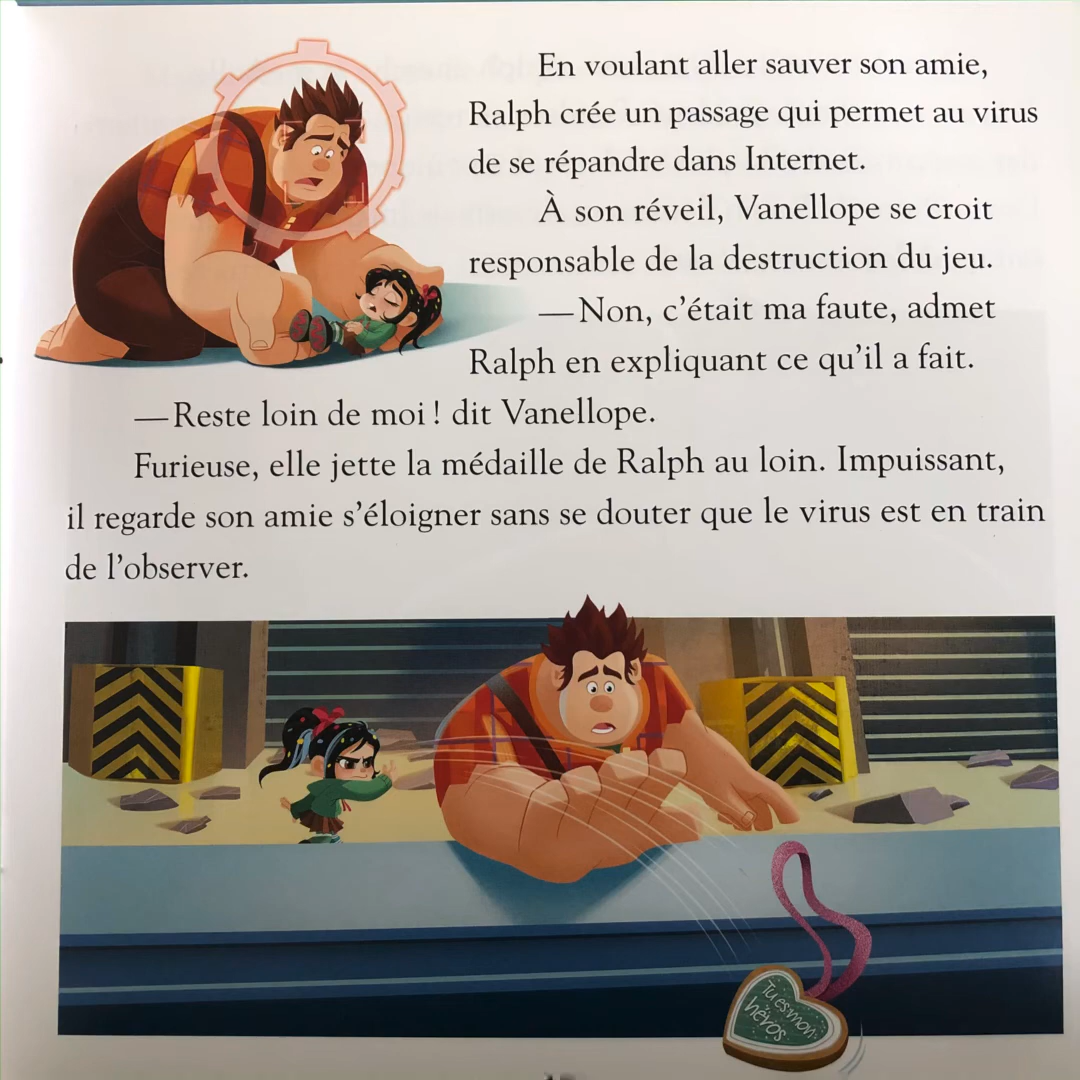 En voulant aller sauver son amie,
Ralph crée un passage qui permet au virus
de se répandre dans Internet.
À son réveil, Vanellope se croit
responsable de la destruction du jeu.
— Non, c'était ma faute, admet
Ralph en expliquant ce qu'il a fait.
— Reste loin de moi ! dit Vanellope.
Furieuse, elle jette la médaille de Ralph au loin. Impuissant,
il regarde son amie s'éloigner sans se douter que le virus est en train
de l'observer.
Tu es mon
héros